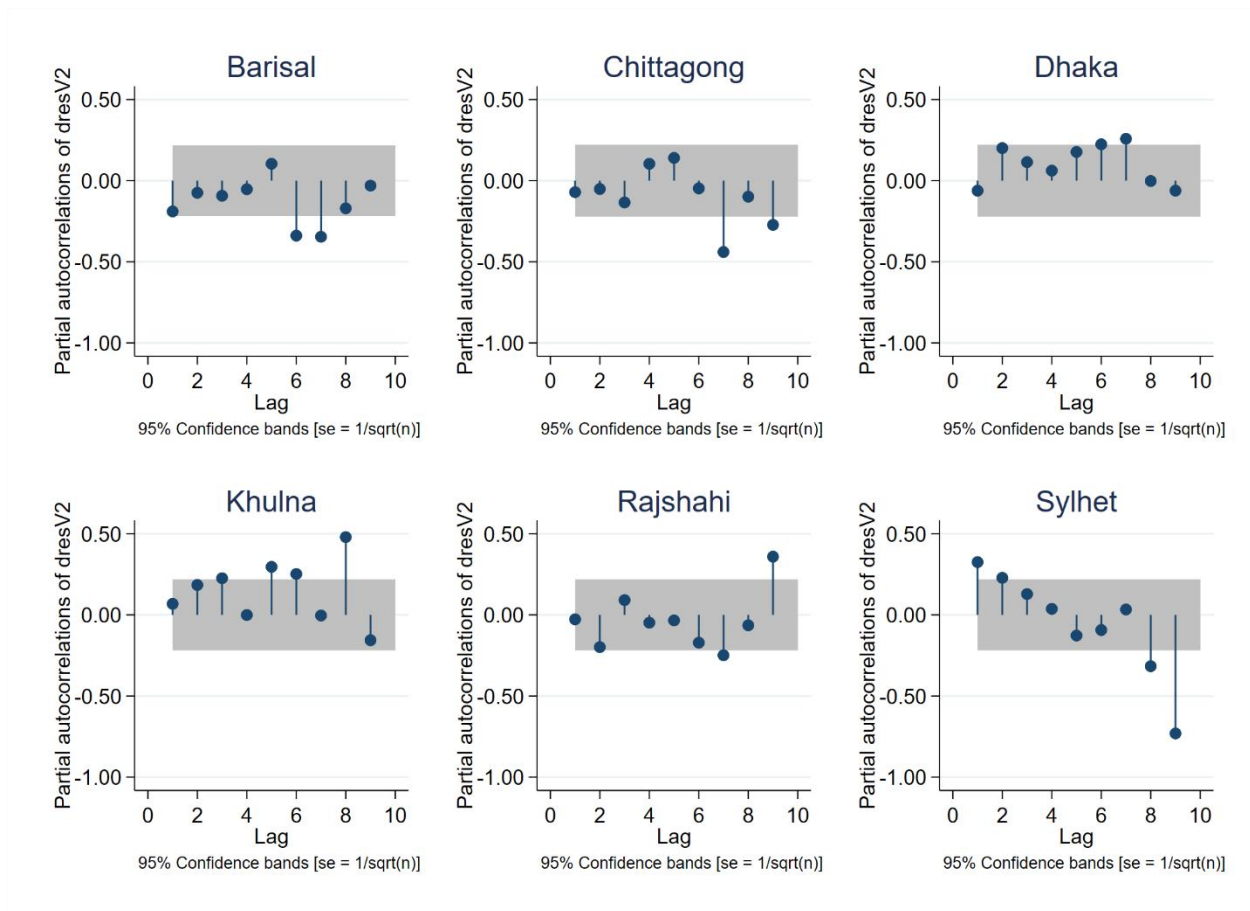 Barisal
Partial autocorrelations of dresV2
0.50
0.00
-0.50
-1.00
0 2 4 6 8 10
Lag
95% Confidence bands [se = 1/sqrt(n)]
Chittagong
Partial autocorrelations of dresV2
0.50
0.00
-0.50
-1.00
0 2 4 6 8 10
Lag
95% Confidence bands [se = 1/sqrt(n)]
Dhaka
Partial autocorrelations of dresV2
0.50
0.00
-0.50
-1.00
0 2 4 6 8 10
Lag
95% Confidence bands [se = 1/sqrt(n)]
Khulna
Partial autocorrelations of dresV2
0.50
0.00
-0.50
-1.00
0 2 4 6 8 10
Lag
95% Confidence bands [se = 1/sqrt(n)]
Rajshahi
Partial autocorrelations of dresV2
0.50
0.00
-0.50
-1.00
0 2 4 6 8 10
Lag
95% Confidence bands [se = 1/sqrt(n)]
Sylhet
Partial autocorrelations of dresV2
0.50
0.00
-0.50
-1.00
0 2 4 6 8 10
Lag
95% Confidence bands [se = 1/sqrt(n)]